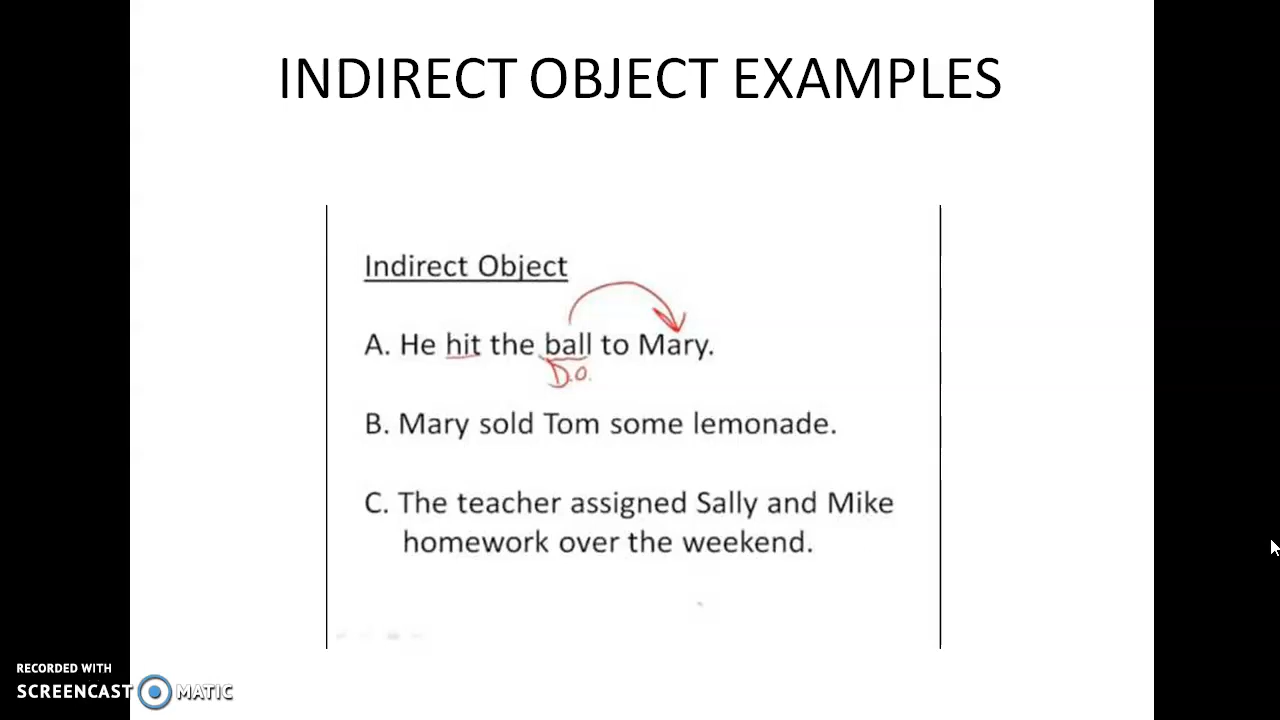 INDIRECT OBJECT EXAMPLES
Indirect Object
A. He hit the ball to Mary.
D.O.
B. Mary sold Tom some lemonade.
C. The teacher assigned Sally and Mike
homework over the weekend.
RECORDED WITH
SCREENCAST MATIC